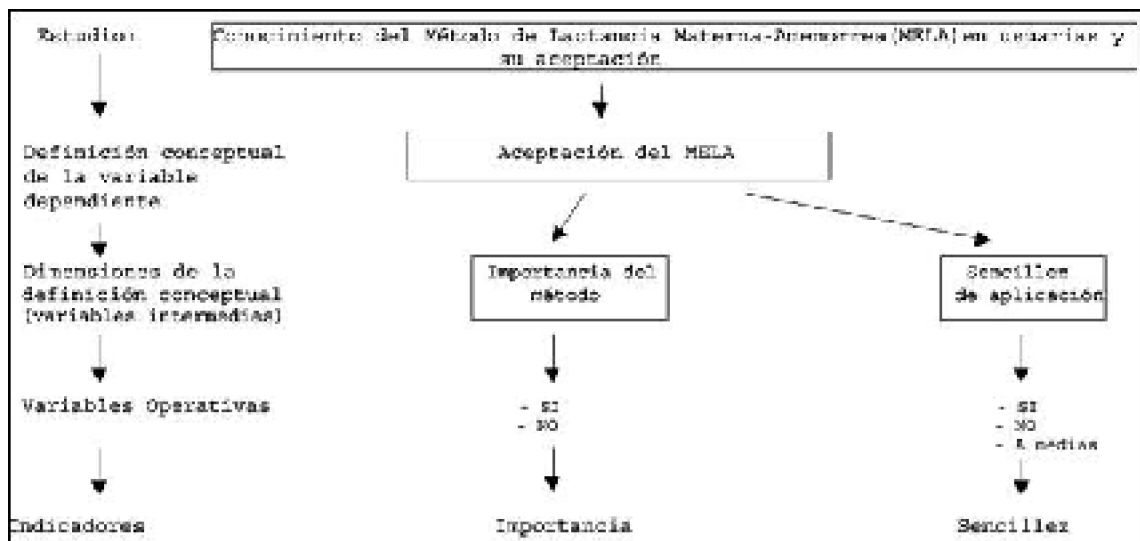 Estudio:
Conocimiento del Método de Lactancia Materna-Amenorrea(MELA)en usuarias y
su aceptación
Definición conceptual
de la variable
dependiente
Aceptación del MELA
Dimensiones de la
definición conceptual
(variables intermedias)
Importancia del
método
Sencillez
de aplicación
Variables Operativas
- SI
- NO
- SI
- NO
- A medias
Indicadores
Importancia
Sencillez